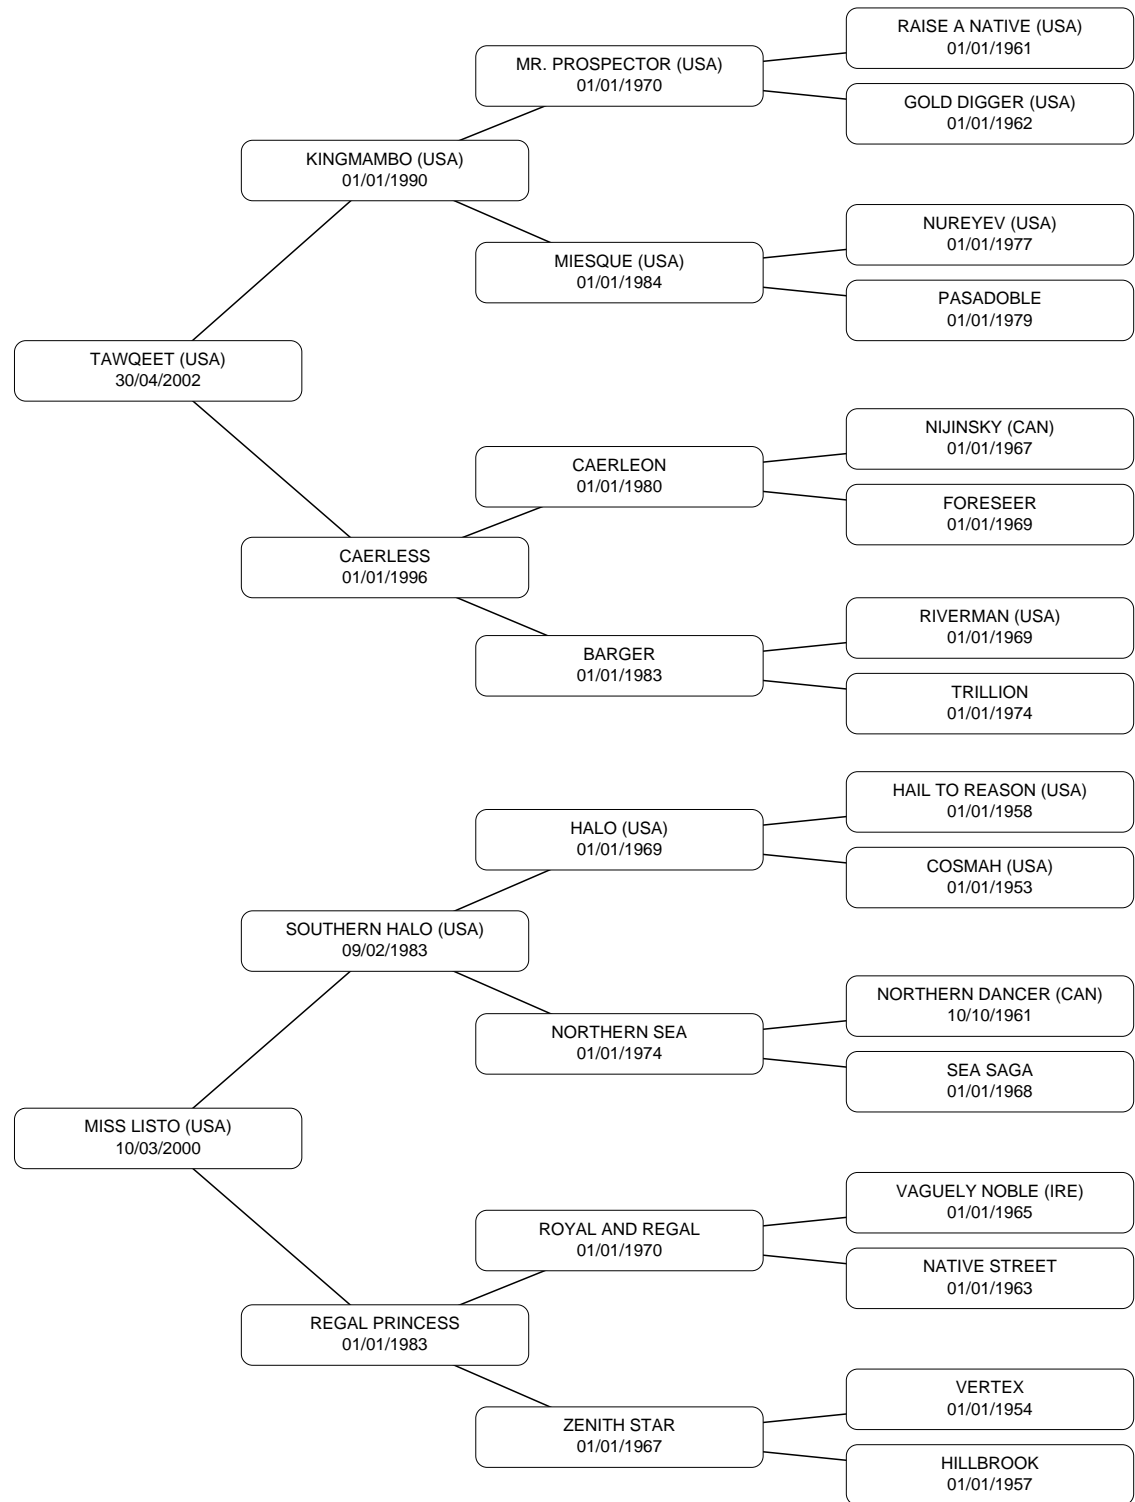 RAISE A NATIVE (USA)
01/01/1961
MR. PROSPECTOR (USA)
01/01/1970
GOLD DIGGER (USA)
01/01/1962
KINGMAMBO (USA)
01/01/1990
NUREYEV (USA)
01/01/1977
MIESQUE (USA)
01/01/1984
PASADOBLE
01/01/1979
TAWQEET (USA)
30/04/2002
NIJINSKY (CAN)
01/01/1967
CAERLEON
01/01/1980
FORESEER
01/01/1969
CAERLESS
01/01/1996
RIVERMAN (USA)
01/01/1969
BARGER
01/01/1983
TRILLION
01/01/1974
HAIL TO REASON (USA)
01/01/1958
HALO (USA)
01/01/1969
COSMAH (USA)
01/01/1953
SOUTHERN HALO (USA)
09/02/1983
NORTHERN DANCER (CAN)
10/10/1961
NORTHERN SEA
01/01/1974
SEA SAGA
01/01/1968
MISS LISTO (USA)
10/03/2000
VAGUELY NOBLE (IRE)
01/01/1965
ROYAL AND REGAL
01/01/1970
NATIVE STREET
01/01/1963
REGAL PRINCESS
01/01/1983
VERTEX
01/01/1954
ZENITH STAR
01/01/1967
HILLBROOK
01/01/1957